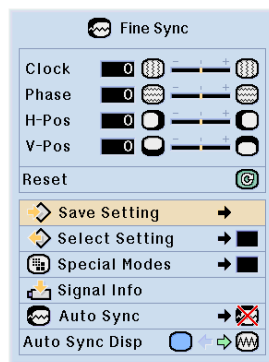 Fine Sync
Clock 0 - +
Phase 0 - +
H-Pos 0 - +
V-Pos 0 - +
Reset
Save Setting
Select Setting
Special Modes
Signal Info
Auto Sync
Auto Sync Disp